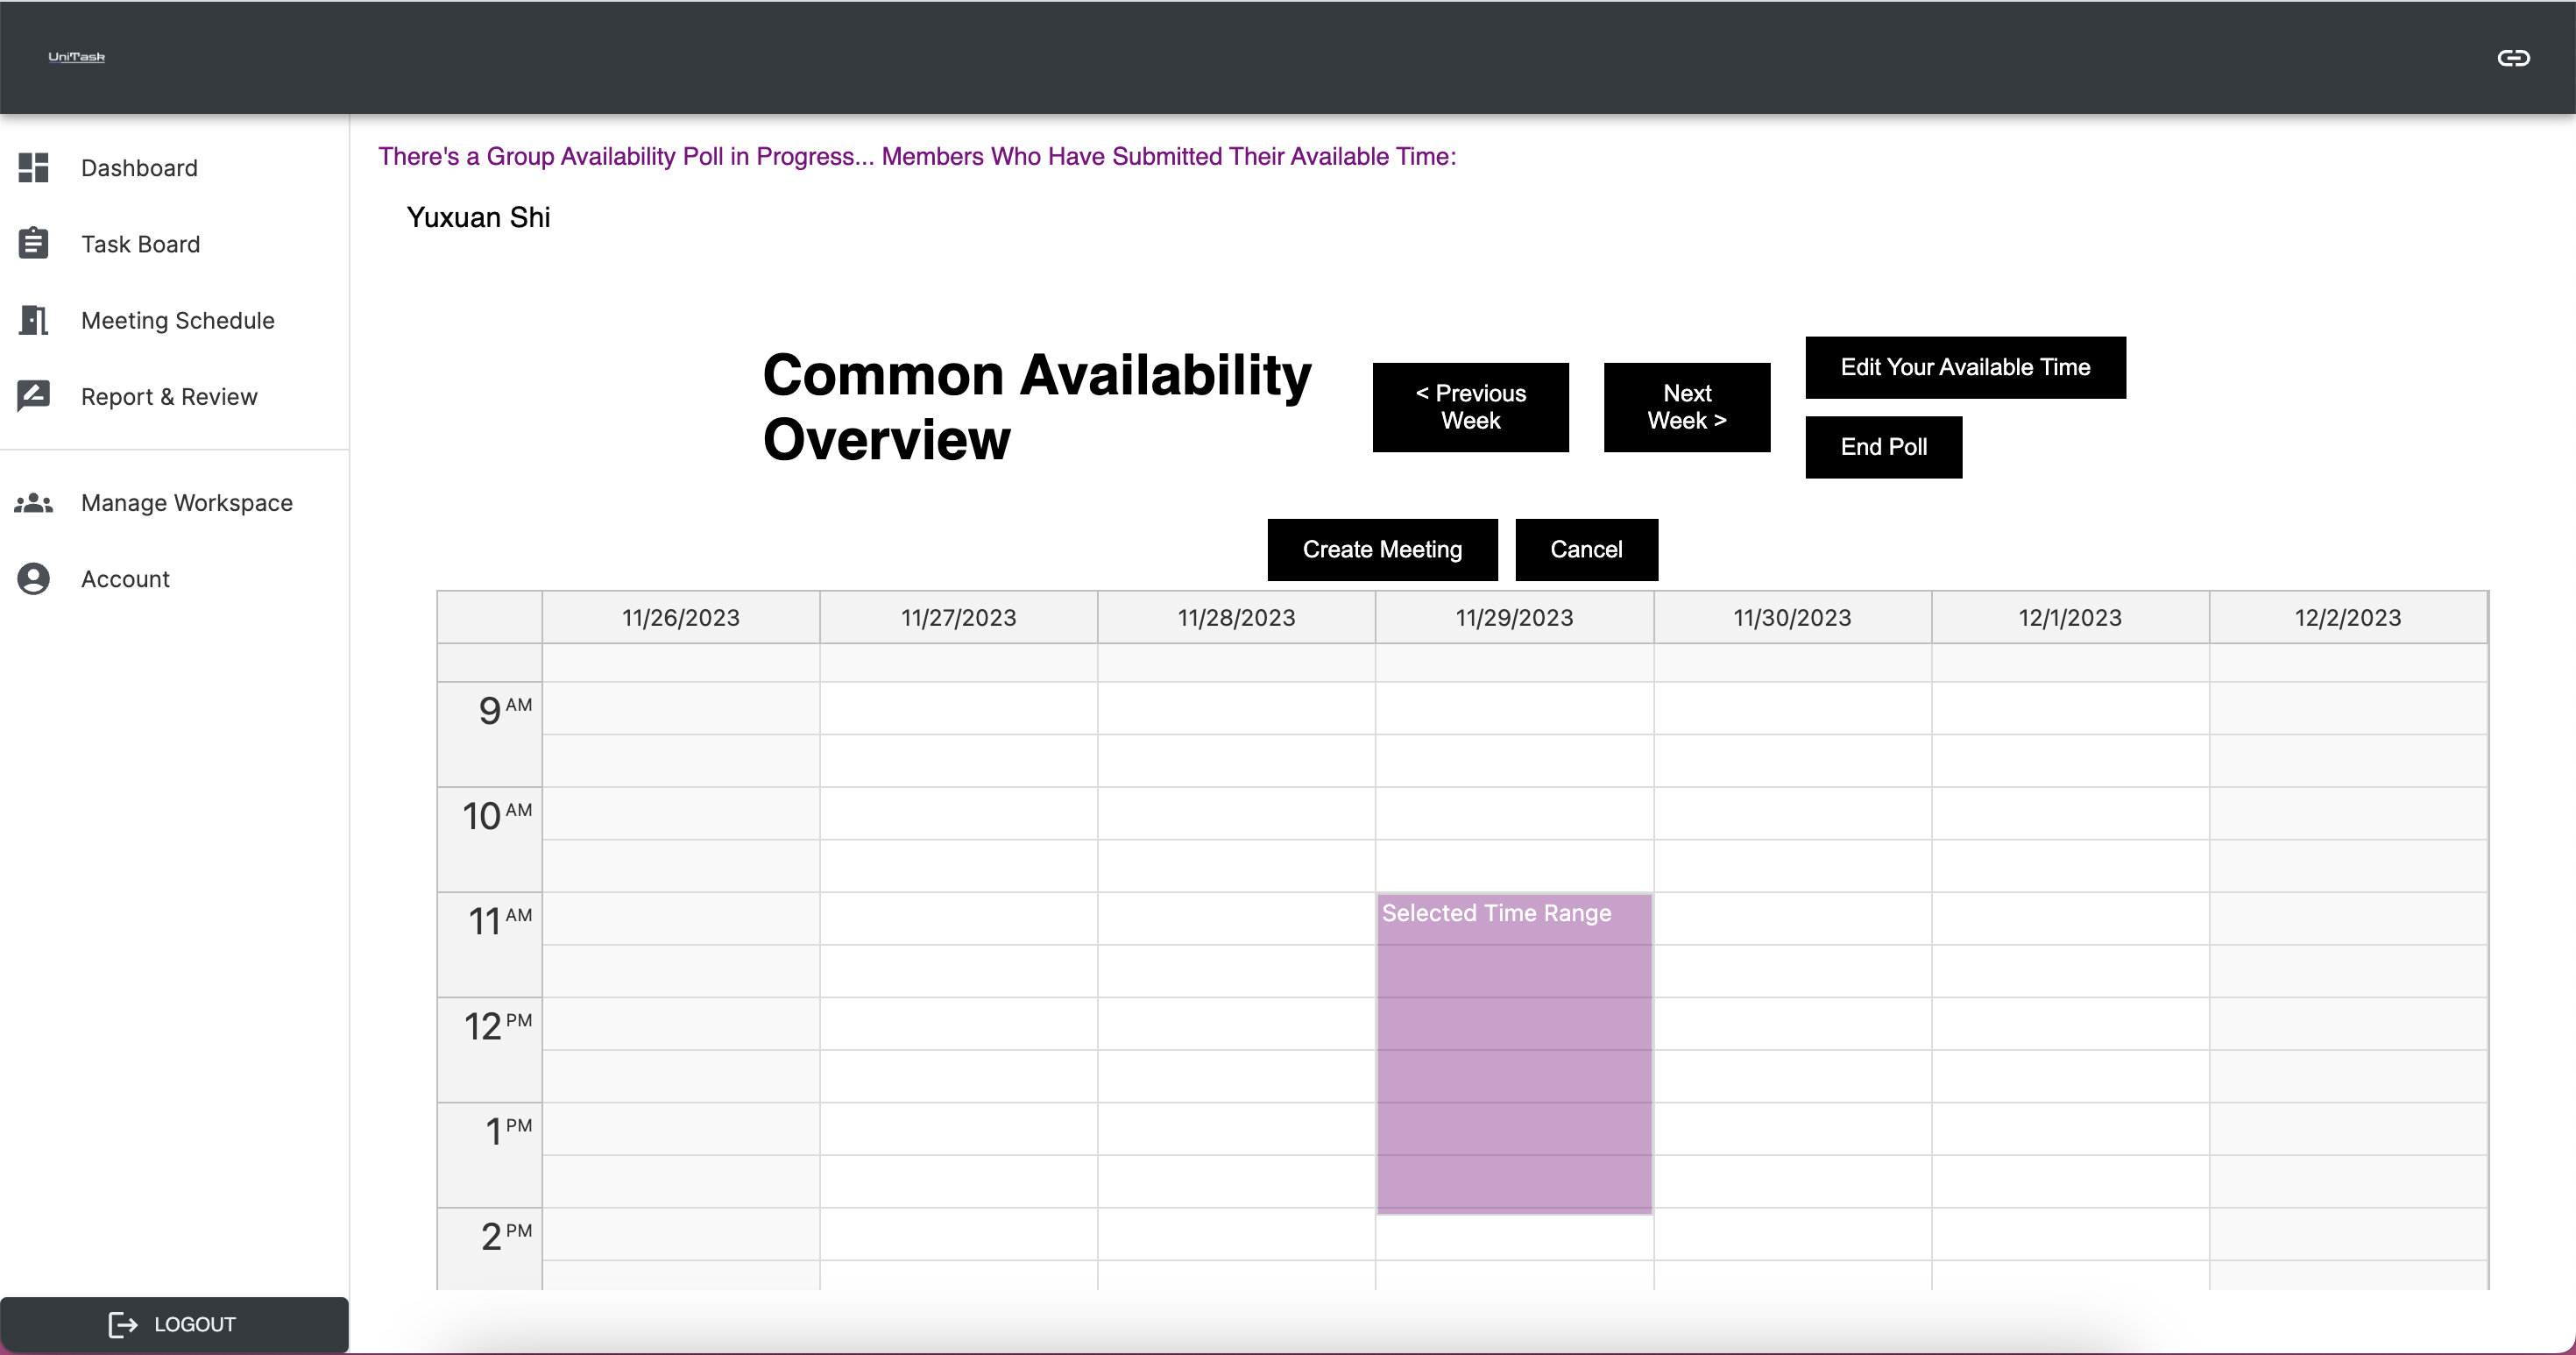 UniTask
Dashboard
Task Board
Meeting Schedule
Report & Review
Manage Workspace
Account
LOGOUT
There's a Group Availability Poll in Progress... Members Who Have Submitted Their Available Time:
Yuxuan Shi
Common Availability
Overview
< Previous
Week
Next
Week >
Edit Your Available Time
End Poll
Create Meeting
Cancel
11/26/2023 11/27/2023 11/28/2023 11/29/2023 11/30/2023 12/1/2023 12/2/2023
9 AM
10 AM
11 AM
Selected Time Range
12 PM
1 PM
2 PM